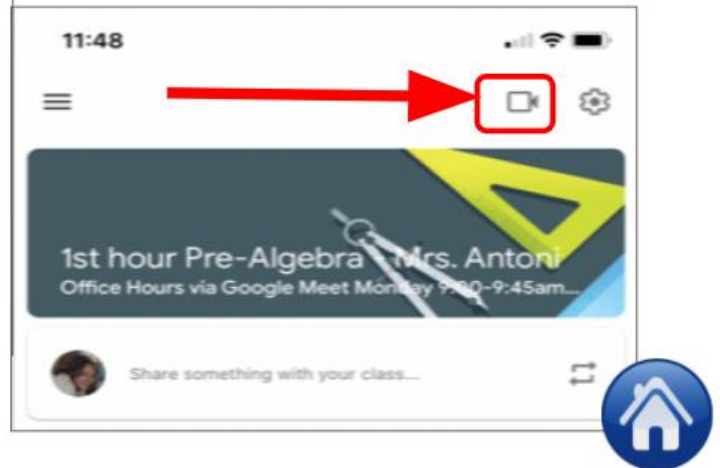 11:48
1st hour Pre-Algebra - Mrs. Antoni
Office Hours via Google Meet Monday 9:00-9:45am...
Share something with your class...